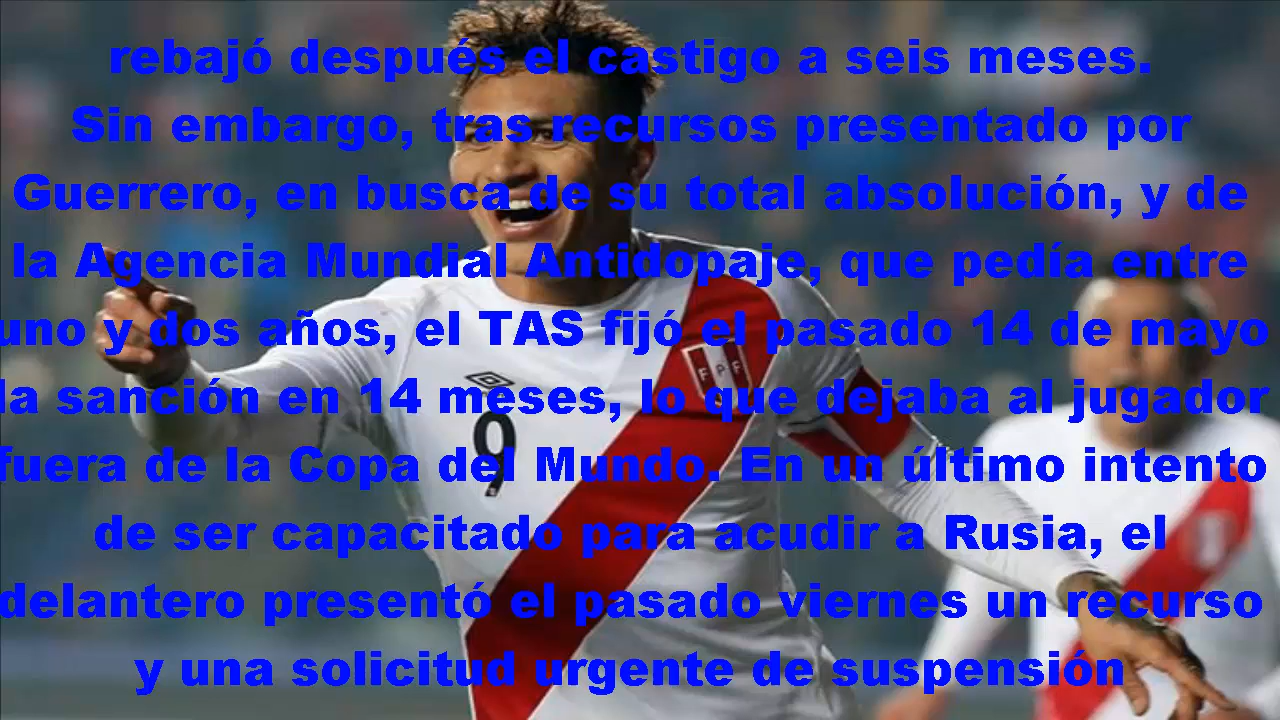 rebajó después el castigo a seis meses.
Sin embargo, tras recursos presentado por
Guerrero, en busca de su total absolución, y de
la Agencia Mundial Antidopaje, que pedía entre
uno y dos años, el TAS fijó el pasado 14 de mayo
la sanción en 14 meses, lo que dejaba al jugador
fuera de la Copa del Mundo. En un último intento
de ser capacitado para acudir a Rusia, el
delantero presentó el pasado viernes un recurso
y una solicitud urgente de suspensión
9
F P F